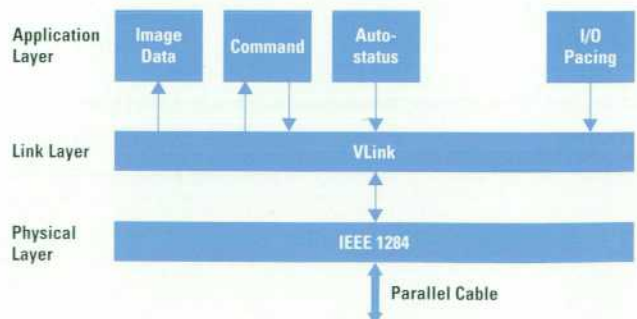 Application
Layer
Image
Data
Command
Auto-
status
I/O
Pacing
Link Layer
VLink
Physical
Layer
IEEE 1284
Parallel Cable